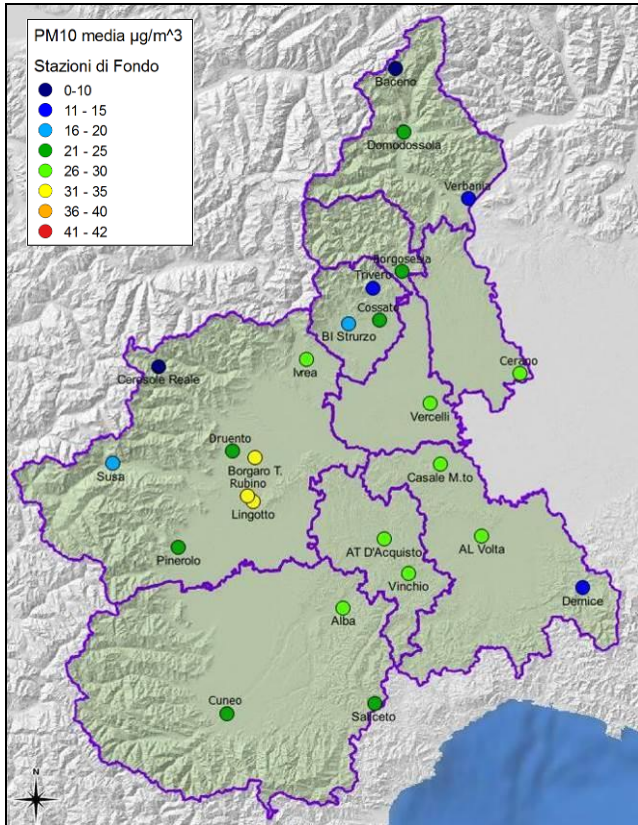 PM10 media µg/m^3
Stazioni di Fondo
0-10
11 - 15
16 - 20
21 - 25
26 - 30
31 - 35
36 - 40
41 - 42
Baceno
Domodossola
Verbania
Borgosesia
Trivero
Cossato
BI Strurzo
Ivrea
Ceresole Reale
Cerano
Vercelli
Druento
Borgaro T.
Susa
Casale M.to
Rubino
Lingotto
AT D'Acquisto
AL Volta
Pinerolo
Vinchio
Dernice
Alba
Cuneo
Saliceto
N